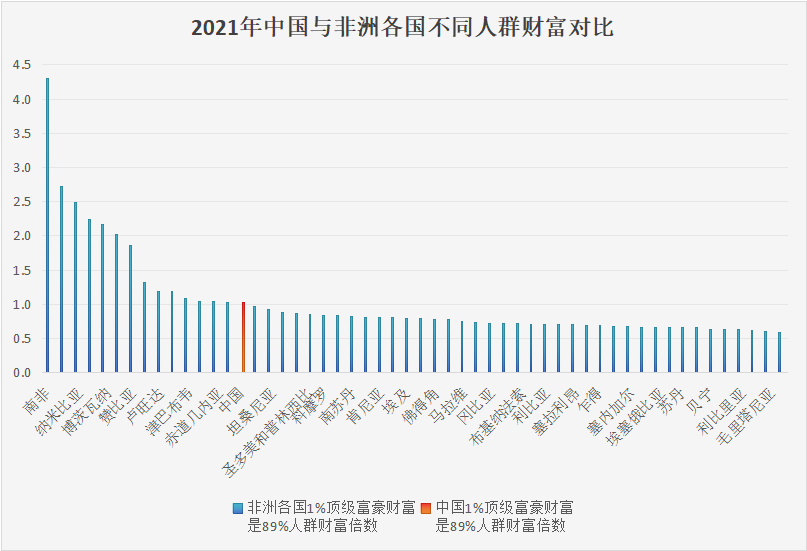 2021年中国与非洲各国不同人群财富对比
4.5
4.0
3.5
3.0
2.5
2.0
1.5
1.0
0.5
0.0
南非
纳米比亚
博茨瓦纳
赞比亚
卢旺达
津巴布韦
赤道几内亚
中国
坦桑尼亚
圣多美和普林西比
科摩罗
南苏丹
肯尼亚
埃及
佛得角
马拉维
冈比亚
布基纳法索
利比亚
塞拉利昂
乍得
塞内加尔
埃塞俄比亚
苏丹
贝宁
利比里亚
毛里塔尼亚
非洲各国1%顶级富豪财富
是89%人群财富倍数
中国1%顶级富豪财富
是89%人群财富倍数